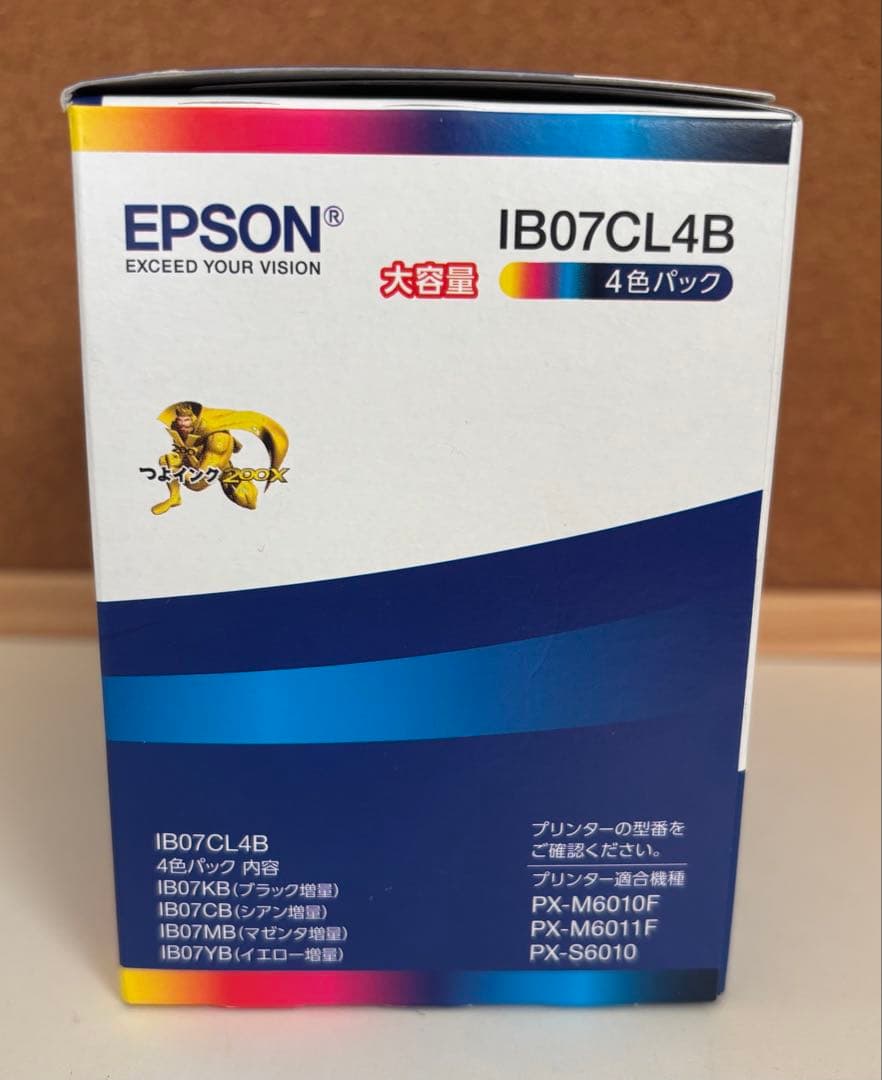 EPSON®
EXCEED YOUR VISION
IB07CL4B
大容量
4色パック
つよインク200X
IB07CL4B
4色パック 内容
IB07KB(ブラック増量)
IB07CB(シアン増量)
IB07MB(マゼンタ増量)
IB07YB(イエロー増量)
プリンターの型番を
ご確認ください。
プリンター適合機種
PX-M6010F
PX-M6011F
PX-S6010